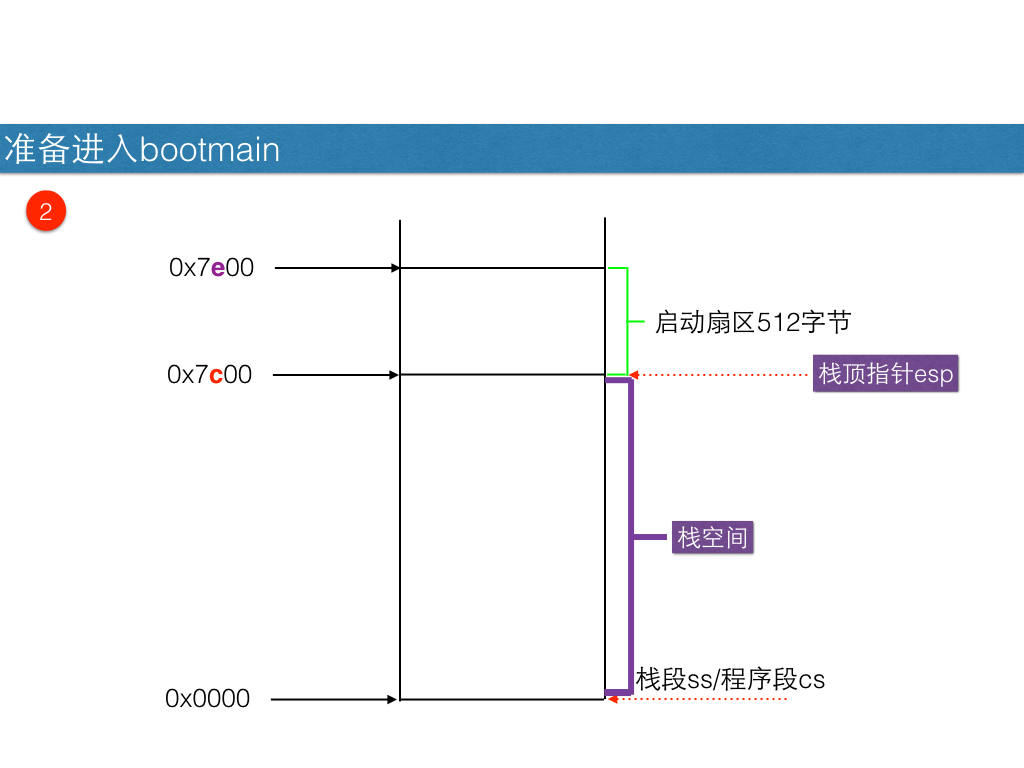 准备进入bootmain
2
0x7e00
启动扇区512字节
0x7c00
栈顶指针esp
栈空间
栈段ss/程序段cs
0x0000